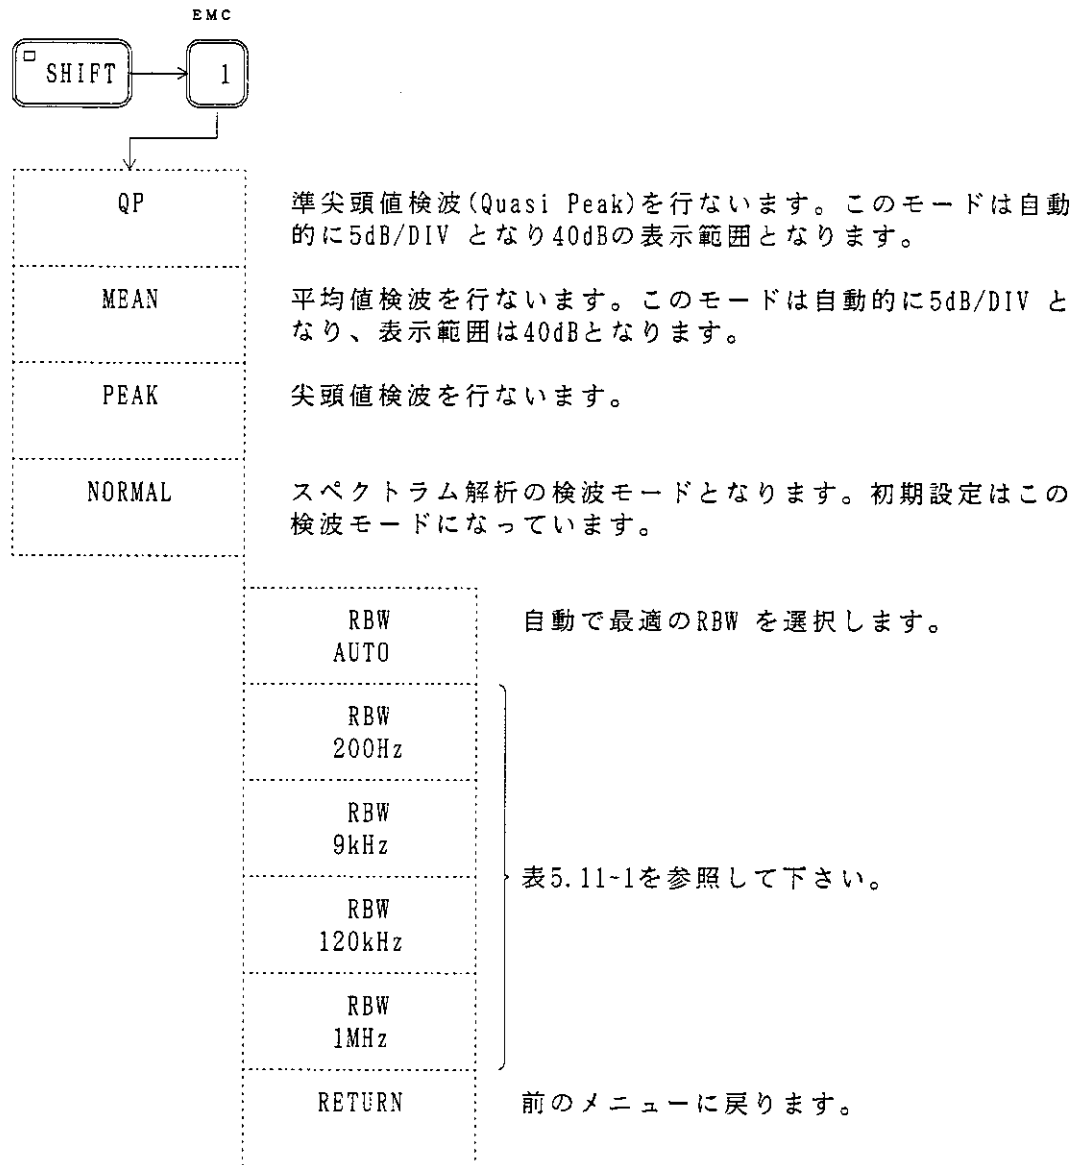 EMC
SHIFT
1
QP
準尖頭値検波(Quasi Peak)を行ないます。このモードは自動
的に5dB/DIV となり40dBの表示範囲となります。
MEAN
平均値検波を行ないます。このモードは自動的に5dB/DIV と
なり、表示範囲は40dBとなります。
PEAK
尖頭値検波を行ないます。
NORMAL
スペクトラム解析の検波モードとなります。初期設定はこの
検波モードになっています。
RBW
AUTO
自動で最適のRBW を選択します。
RBW
200Hz
RBW
9kHz
表5.11-1を参照して下さい。
RBW
120kHz
RBW
1MHz
RETURN
前のメニューに戻ります。